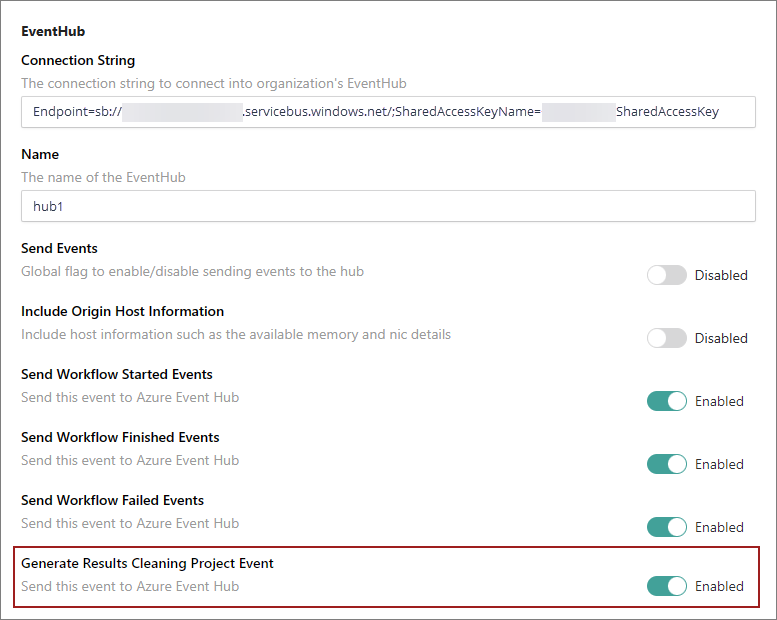 EventHub
Connection String
The connection string to connect into organization's EventHub
Endpoint=sb:// .servicebus.windows.net/;SharedAccessKeyName= SharedAccessKey
Name
The name of the EventHub
hub1
Send Events
Global flag to enable/disable sending events to the hub
Disabled
Include Origin Host Information
Include host information such as the available memory and nic details
Disabled
Send Workflow Started Events
Send this event to Azure Event Hub
Enabled
Send Workflow Finished Events
Send this event to Azure Event Hub
Enabled
Send Workflow Failed Events
Send this event to Azure Event Hub
Enabled
Generate Results Cleaning Project Event
Send this event to Azure Event Hub
Enabled